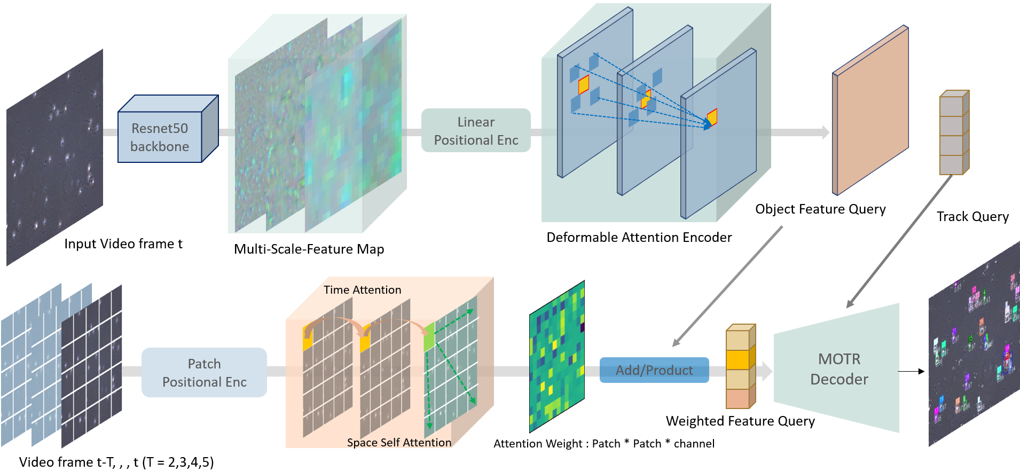 Resnet50
backbone
Linear
Positional Enc
Input Video frame t
Multi-Scale-Feature Map
Deformable Attention Encoder
Object Feature Query
Track Query
Time Attention
Patch
Positional Enc
Space Self Attention
Add/Product
MOTR
Decoder
Weighted Feature Query
Attention Weight : Patch * Patch * channel
Video frame t-T, , , t (T = 2,3,4,5)